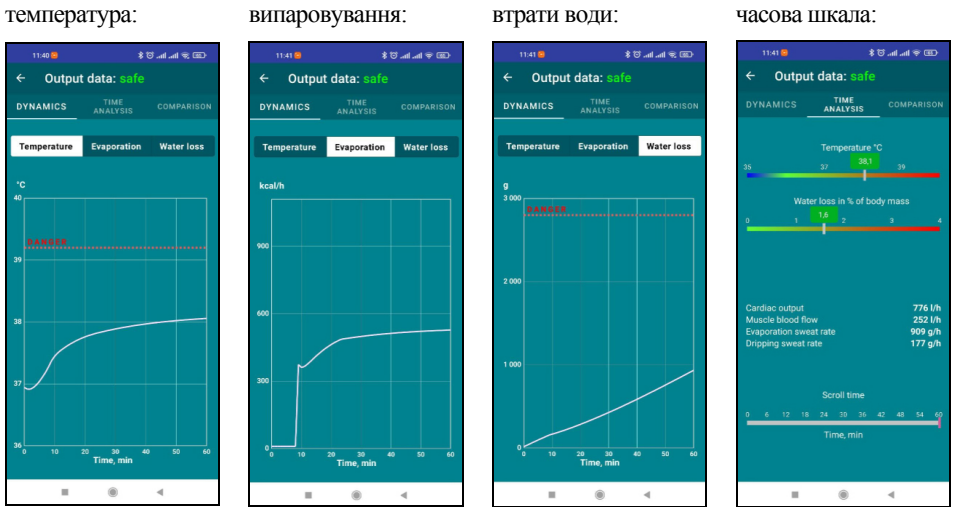 температура:
випаровування:
втрати води:
часова шкала:
11:40
Output data: safe
DYNAMICS
TIME ANALYSIS
COMPARISON
Temperature
Evaporation
Water loss
°C
40
DANGER
39
38
37
36
0 10 20 30 40 50 60
Time, min
11:41
Output data: safe
DYNAMICS
TIME ANALYSIS
COMPARISON
Temperature
Evaporation
Water loss
kcal/h
900
600
300
0
0 10 20 30 40 50 60
Time, min
11:41
Output data: safe
DYNAMICS
TIME ANALYSIS
COMPARISON
Temperature
Evaporation
Water loss
g
3 000
DANGER
2 000
1 000
0
0 10 20 30 40 50 60
Time, min
11:41
Output data: safe
DYNAMICS
TIME ANALYSIS
COMPARISON
Temperature °C
38,1
35 37 39
Water loss in % of body mass
1,6
0 1 2 3 4
Cardiac output 776 l/h
Muscle blood flow 252 l/h
Evaporation sweat rate 909 g/h
Dripping sweat rate 177 g/h
Scroll time
0 6 12 18 24 30 36 42 48 54 60
Time, min